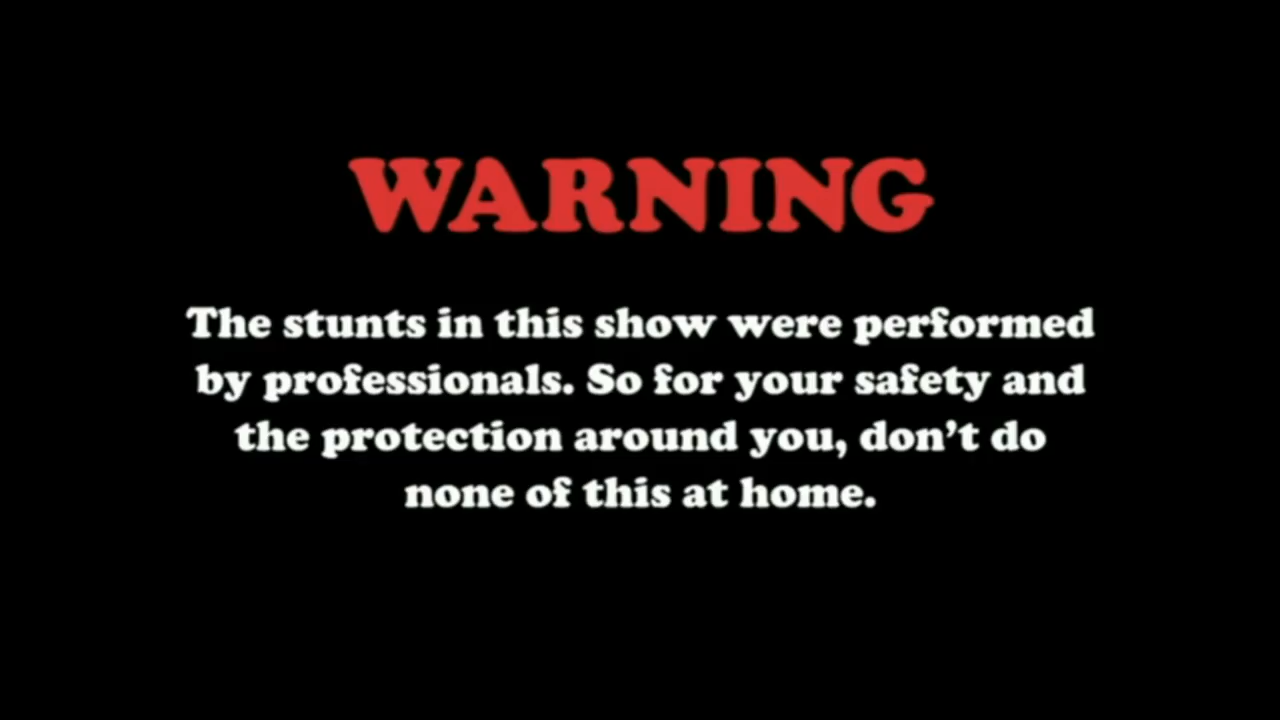 WARNING
The stunts in this show were performed
by professionals. So for your safety and
the protection around you, don’t do
none of this at home.